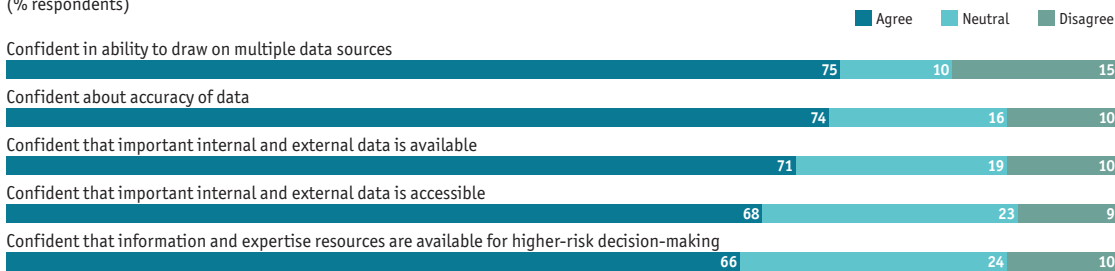 (% respondents)
Agree Neutral Disagree
Confident in ability to draw on multiple data sources
75 10 15
Confident about accuracy of data
74 16 10
Confident that important internal and external data is available
71 19 10
Confident that important internal and external data is accessible
68 23 9
Confident that information and expertise resources are available for higher-risk decision-making
66 24 10